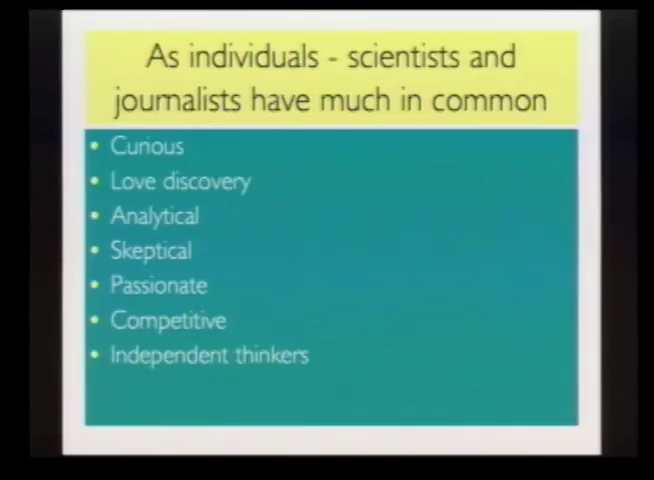 As individuals - scientists and
journalists have much in common
• Curious
• Love discovery
• Analytical
• Skeptical
• Passionate
• Competitive
• Independent thinkers